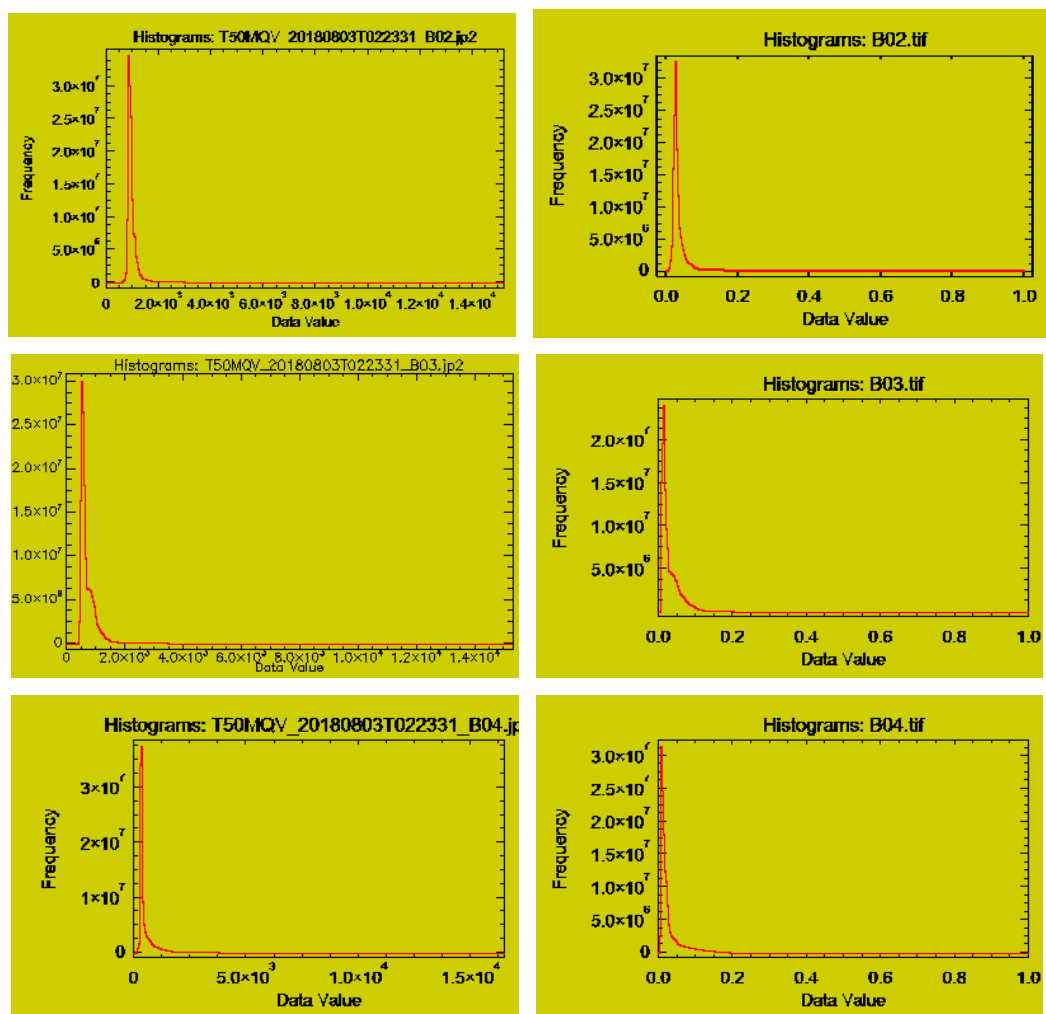 Histograms: T50MQV_20180803T022331_B02.jp2
3.0×10⁷
2.5×10⁷
2.0×10⁷
1.5×10⁷
1.0×10⁷
5.0×10⁶
0
Frequency
0 2.0×10³ 4.0×10³ 6.0×10³ 8.0×10³ 1.0×10⁴ 1.2×10⁴ 1.4×10⁴
Data Value
Histograms: B02.tif
3.0×10⁷
2.5×10⁷
2.0×10⁷
1.5×10⁷
1.0×10⁷
5.0×10⁶
0
Frequency
0.0 0.2 0.4 0.6 0.8 1.0
Data Value
Histograms: T50MQV_20180803T022331_B03.jp2
3.0×10⁷
2.5×10⁷
2.0×10⁷
1.5×10⁷
1.0×10⁷
5.0×10⁶
0
0 2.0×10³ 4.0×10³ 6.0×10³ 8.0×10³ 1.0×10⁴ 1.2×10⁴ 1.4×10⁴
Data Value
Histograms: B03.tif
2.0×10⁷
1.5×10⁷
1.0×10⁷
5.0×10⁶
Frequency
0.0 0.2 0.4 0.6 0.8 1.0
Data Value
Histograms: T50MQV_20180803T022331_B04.jp
3×10⁷
2×10⁷
1×10⁷
0
Frequency
0 5.0×10³ 1.0×10⁴ 1.5×10⁴
Data Value
Histograms: B04.tif
3.0×10⁷
2.5×10⁷
2.0×10⁷
1.5×10⁷
1.0×10⁷
5.0×10⁶
0
Frequency
0.0 0.2 0.4 0.6 0.8 1.0
Data Value